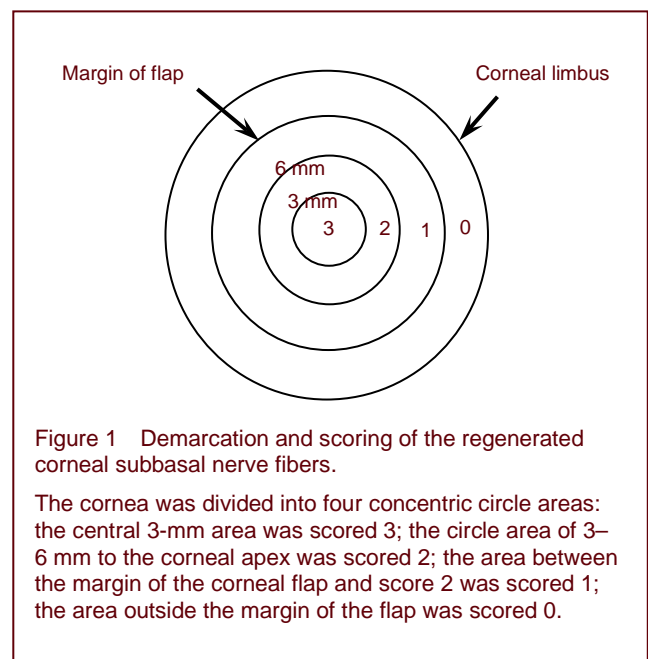 Margin of flap
Corneal limbus
6 mm
3 mm
3 2 1 0
Figure 1 Demarcation and scoring of the regenerated
corneal subbasal nerve fibers.
The cornea was divided into four concentric circle areas:
the central 3-mm area was scored 3; the circle area of 3–
6 mm to the corneal apex was scored 2; the area between
the margin of the corneal flap and score 2 was scored 1;
the area outside the margin of the flap was scored 0.